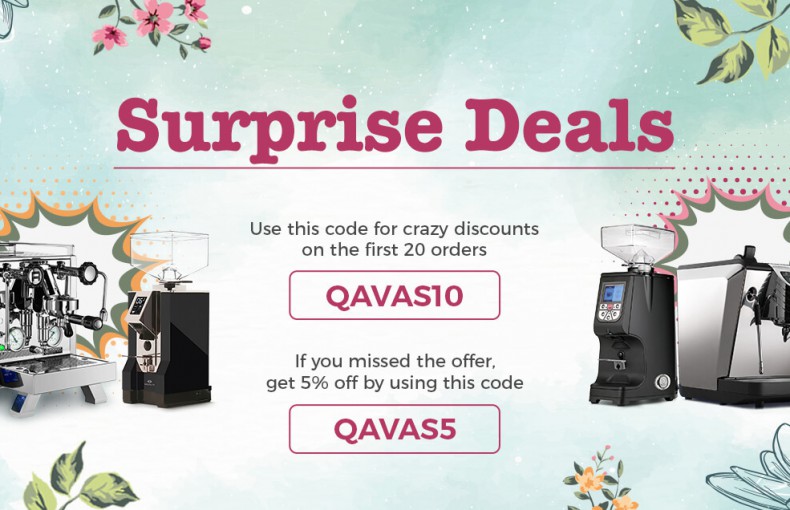 Surprise Deals
Use this code for crazy discounts
on the first 20 orders
QAVAS10
If you missed the offer,
get 5% off by using this code
QAVAS5